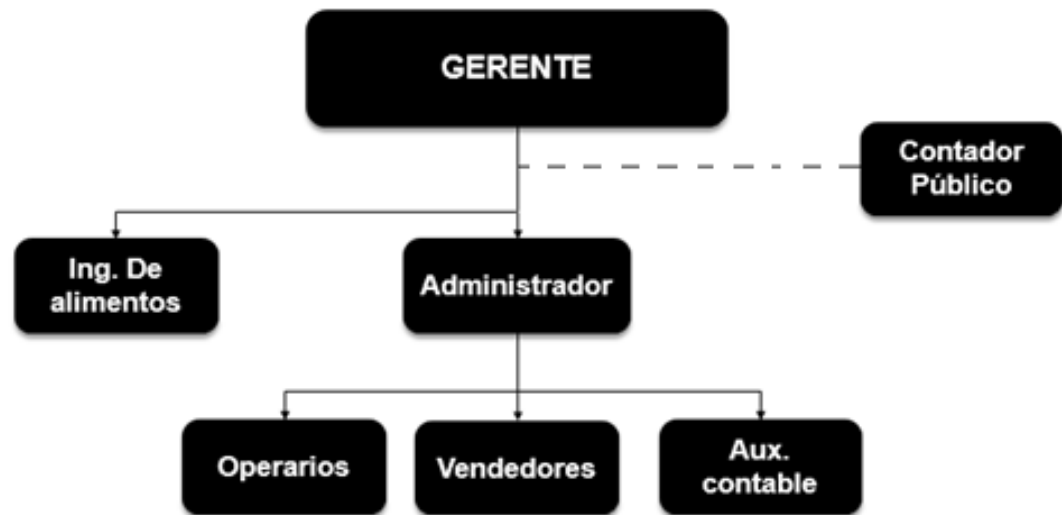 GERENTE
Contador
Público
Ing. De
alimentos
Administrador
Operarios
Vendedores
Aux.
contable